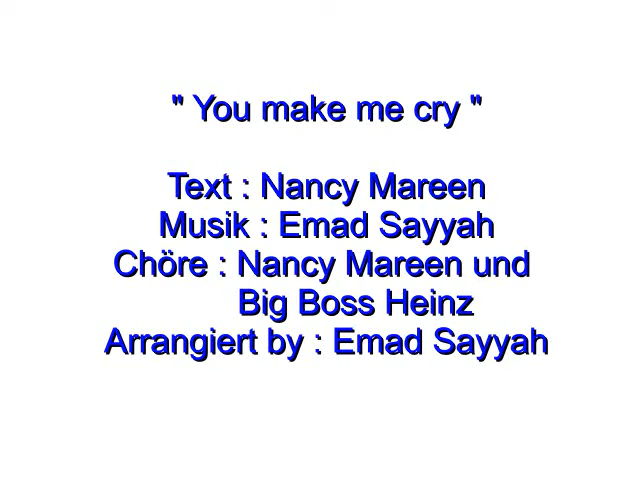 " You make me cry "
Text : Nancy Mareen
Musik : Emad Sayyah
Chöre : Nancy Mareen und
Big Boss Heinz
Arrangiert by : Emad Sayyah